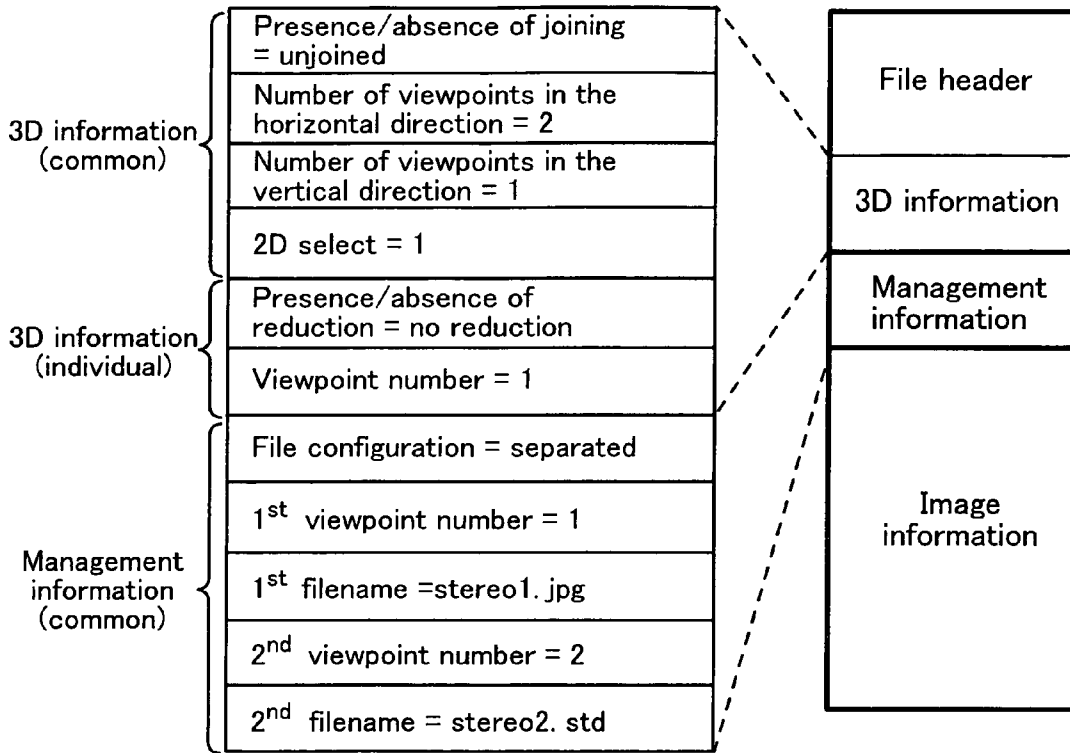 3D information
(common)
Presence/absence of joining
= unjoined
Number of viewpoints in the
horizontal direction = 2
Number of viewpoints in the
vertical direction = 1
2D select = 1
3D information
(individual)
Presence/absence of
reduction = no reduction
Viewpoint number = 1
Management
information
(common)
File configuration = separated
1st viewpoint number = 1
1st filename =stereo1. jpg
2nd viewpoint number = 2
2nd filename = stereo2. std
File header
3D information
Management
information
Image
information